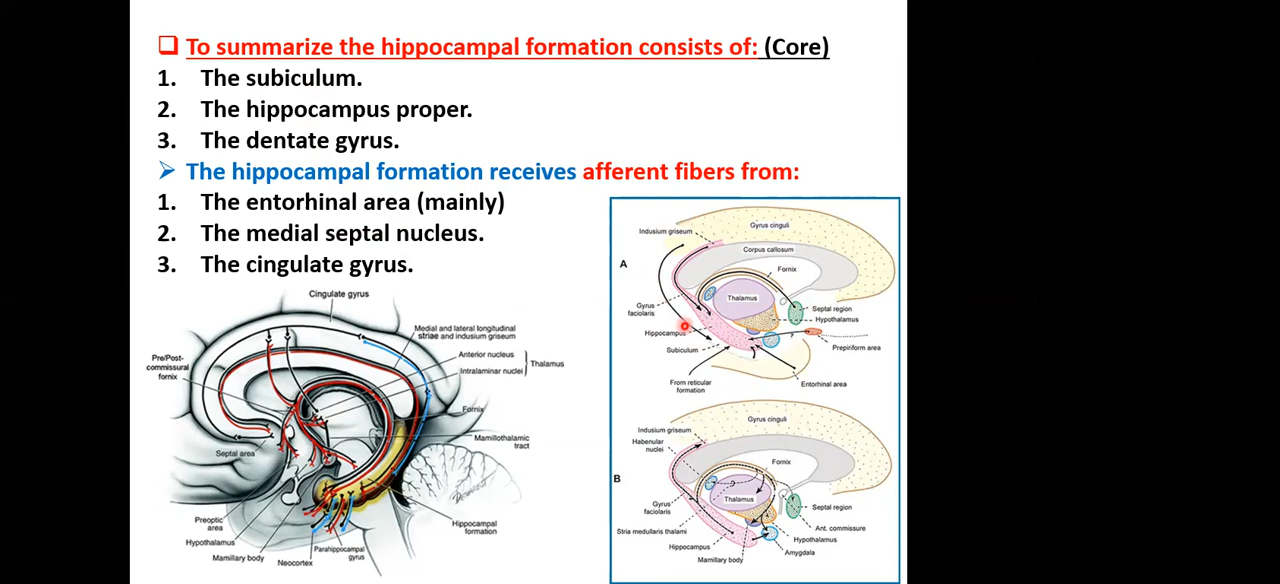 To summarize the hippocampal formation consists of: (Core)
1. The subiculum.
2. The hippocampus proper.
3. The dentate gyrus.
The hippocampal formation receives afferent fibers from:
1. The entorhinal area (mainly)
2. The medial septal nucleus.
3. The cingulate gyrus.
Cingulate gyrus
Medial and lateral longitudinal
striae and indusium griseum
Pre/Post-
commissural
fornix
Anterior nucleus
Intralaminar nuclei
Thalamus
Fornix
Mamillothalamic
tract
Septal area
Preoptic
area
Hypothalamus
Mamillary body
Neocortex
Parahippocampal
gyrus
Hippocampal
formation
A
Indusium griseum
Gyrus cinguli
Corpus callosum
Fornix
Thalamus
Gyrus
faciolaris
Septal region
Hypothalamus
Hippocampus
Prepiriform area
Subiculum
From reticular
formation
Entorhinal area
B
Gyrus cinguli
Indusium griseum
Habenular
nuclei
Fornix
Thalamus
Gyrus
faciolaris
Septal region
Stria medullaris thalami
Ant. commissure
Hypothalamus
Hippocampus
Amygdala
Mamillary body